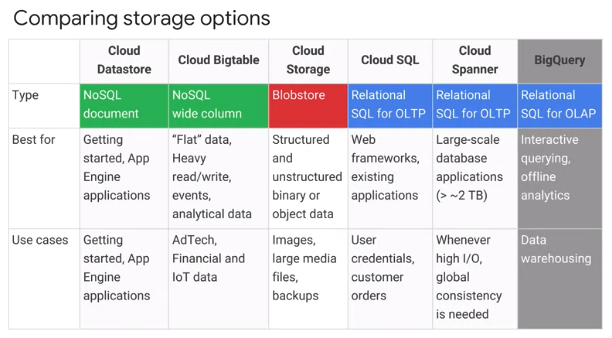 Comparing storage options
Cloud Datastore
Cloud Bigtable
Cloud Storage
Cloud SQL
Cloud Spanner
BigQuery
Type
NoSQL
document
NoSQL
wide column
Blobstore
Relational
SQL for OLTP
Relational
SQL for OLTP
Relational
SQL for OLAP
Best for
Getting
started, App
Engine
applications
“Flat” data,
Heavy
read/write,
events,
analytical data
Structured
and
unstructured
binary or
object data
Web
frameworks,
existing
applications
Large-scale
database
applications
(> ~2 TB)
Interactive
querying,
offline
analytics
Use cases
Getting
started, App
Engine
applications
AdTech,
Financial and
IoT data
Images,
large media
files,
backups
User
credentials,
customer
orders
Whenever
high I/O,
global
consistency
is needed
Data
warehousing